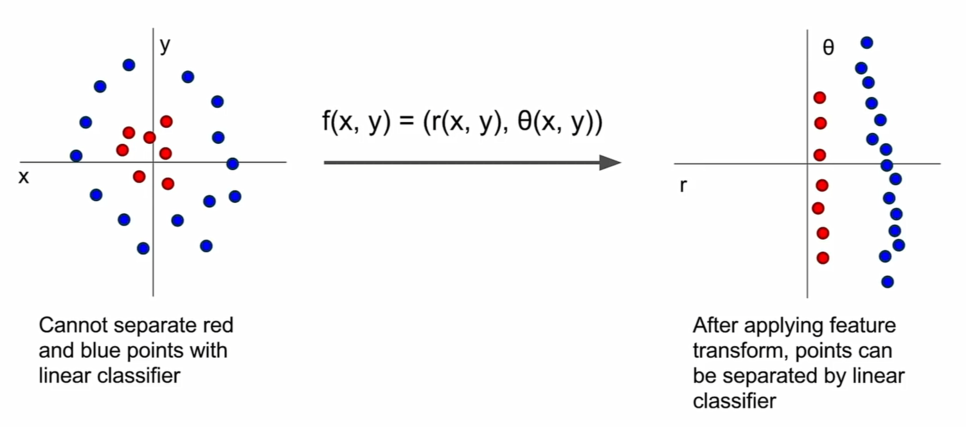 y
x
Cannot separate red
and blue points with
linear classifier
f(x, y) = (r(x, y), θ(x, y))
θ
r
After applying feature
transform, points can
be separated by linear
classifier